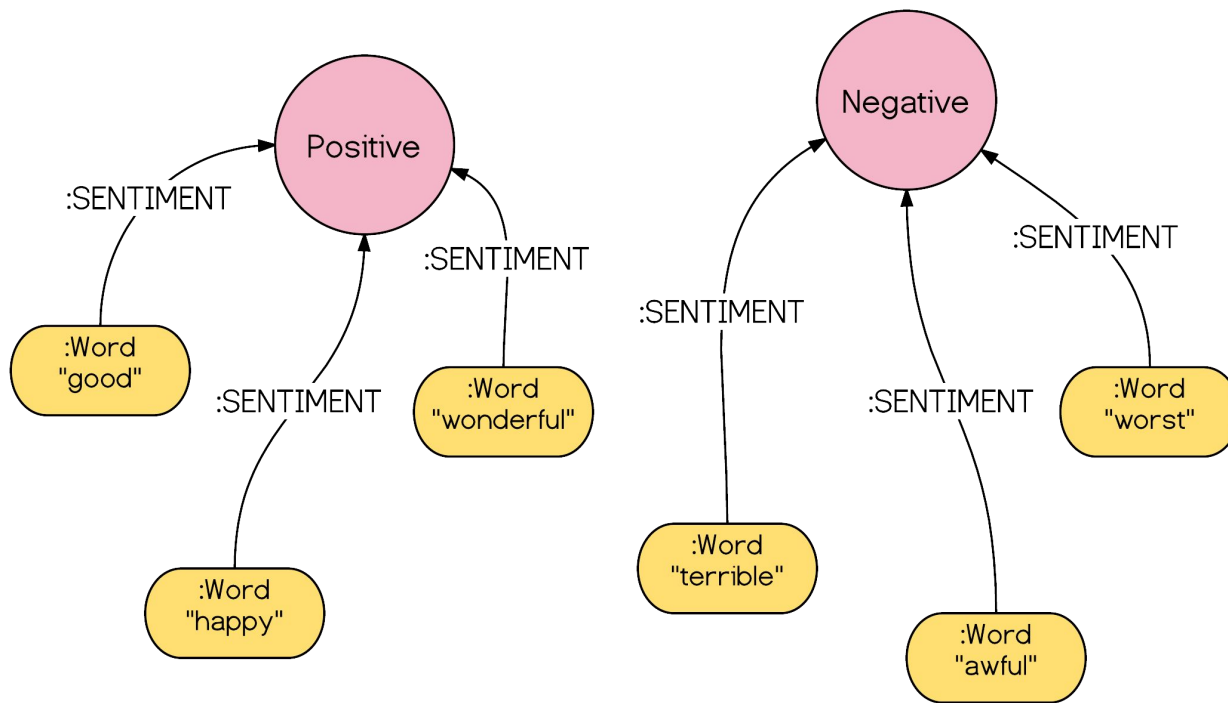 Positive
:SENTIMENT
:SENTIMENT
:SENTIMENT
:Word
"good"
:Word
"wonderful"
:Word
"happy"
Negative
:SENTIMENT
:SENTIMENT
:SENTIMENT
:Word
"worst"
:Word
"terrible"
:Word
"awful"